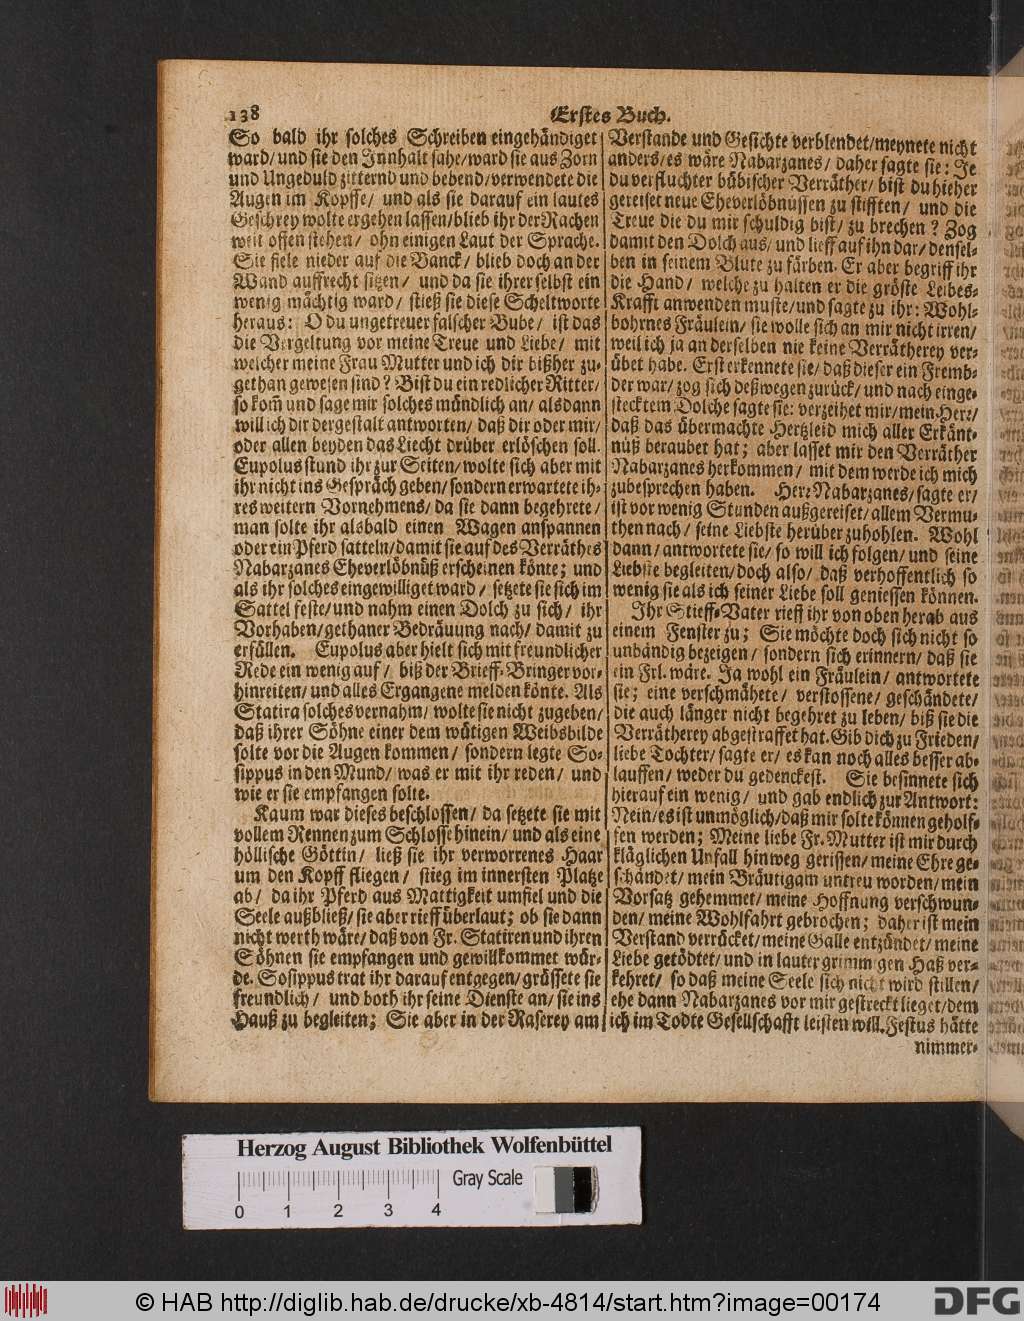 138
Erstes Buch.
So bald ihr solches Schreiben eingehändiget
ward/ und sie den Innhalt sahe/ ward sie aus Zorn
und Ungeduld zitternd und bebend/ verwendete die
Augen im Kopffe/ und als sie darauf ein lautes
Geschrey wolte ergehen lassen/ blieb ihr der Rachen
weit offen stehen/ ohn einigen Laut der Sprache.
Sie fiele nieder auf die Banck/ blieb doch an der
Wand auffrecht sitzen/ und da sie ihrer selbst ein
wenig mächtig ward/ stieß sie diese Scheltworte
heraus: O du ungetreuer falscher Bube/ ist das
die Vergeltung vor meine Treue und Liebe/ mit
welcher meine Frau Mutter und ich dir bißher zu-
gethan gewesen sind? Bist du ein redlicher Ritter/
so kom̃ und sage mir solches mündlich an/ alsdann
will ich dir dergestalt antworten/ daß dir oder mir/
oder allen beyden das Liecht drüber erlöschen soll.
Eupolus stund ihr zur Seiten/ wolte sich aber mit
ihr nicht ins Gespräch geben/ sondern erwartete ih-
res weitern Vornehmens/ da sie dann begehrete/
man solte ihr alsbald einen Wagen anspannen
oder ein Pferd satteln/ damit sie auf des Verräthes
Nabarzanes Eheverlöbnüß erscheinen könte; und
als ihr solches eingewilliget ward/ setzete sie sich im
Sattel feste/ und nahm einen Dolch zu sich/ ihr
Vorhaben/ gethaner Bedräuung nach/ damit zu
erfüllen. Eupolus aber hielt sich mit freundlicher
Rede ein wenig auf/ biß der Brieff-Bringer vor-
hinreiten/ und alles Ergangene melden könte. Als
Statira solches vernahm/ wolte sie nicht zugeben/
daß ihrer Söhne einer dem wütigen Weibsbilde
solte vor die Augen kommen/ sondern legte So-
sippus in den Mund/ was er mit ihr reden/ und
wie er sie empfangen solte.
Kaum war dieses beschlossen/ da setzete sie mit
vollem Rennen zum Schlosse hinein/ und als eine
höllische Göttin/ ließ sie ihr verworrenes Haar
um den Kopff fliegen/ stieg im innersten Platze
ab/ da ihr Pferd aus Mattigkeit umfiel und die
Seele außbließ/ sie aber rieff überlaut; ob sie dann
nicht werth wäre/ daß von Fr. Statiren und ihren
Söhnen sie empfangen und gewillkommet wür-
de. Sosippus trat ihr darauf entgegen/ grüssete sie
freundlich/ und both ihr seine Dienste an/ sie ins
Hauß zu begleiten; Sie aber in der Raserey am
Verstande und Gesichte verblendet/ meynete nicht
anders/ es wäre Nabarzanes/ daher sagte sie: Je
du verfluchter bübischer Verräther/ bist du hieher
gereiset neue Eheverlöbnüssen zu stifften/ und die
Treue die du mir schuldig bist/ zu brechen? Zog
damit den Dolch aus/ und lieff auf ihn dar/ densel-
ben in seinem Blute zu färben. Er aber begriff ihr
die Hand/ welche zu halten er die gröste Leibes-
Krafft anwenden muste/ und sagte zu ihr: Wohl-
bohrnes Fräulein/ sie wolle sich an mir nicht irren/
weil ich ja an derselben nie keine Verrätherey ver-
übet habe. Erst erkennete sie/ daß dieser ein Fremb-
der war/ zog sich deßwegen zurück/ und nach einge-
stecktem Dolche sagte sie: verzeihet mir/ mein Herr/
daß das übermachte Hertzleid mich aller Erkänt-
nüß beraubet hat; aber lasset mir den Verräther
Nabarzanes herkommen/ mit dem werde ich mich
zubesprechen haben. Herr Nabarzanes/ sagte er/
ist vor wenig Stunden außgereiset/ allem Vermu-
then nach/ seine Liebste herüber zuhohlen. Wohl
dann/ antwortete sie/ so will ich folgen/ und seine
Liebste begleiten/ doch also/ daß verhoffentlich so
wenig sie als ich seiner Liebe soll geniessen können.
Ihr Stieff-Vater rieff ihr von oben herab aus
einem Fenster zu; Sie möchte doch sich nicht so
unbändig bezeigen/ sondern sich erinnern/ daß sie
ein Frl. wäre. Ja wohl ein Fräulein/ antwortete
sie; eine verschmähete/ verstossene/ geschändete/
die auch länger nicht begehret zu leben/ biß sie die
Verrätherey abgestraffet hat. Gib dich zu Frieden/
liebe Tochter/ sagte er/ es kan noch alles besser ab-
lauffen/ weder du gedenckest. Sie besinnete sich
hierauf ein wenig/ und gab endlich zur Antwort:
Nein/ es ist unmöglich/ daß mir solte können geholf-
fen werden; Meine liebe Fr. Mutter ist mir durch
kläglichen Unfall hinweg gerissen/ meine Ehre ge-
schändet/ mein Bräutigam untreu worden/ mein
Vorsatz gehemmet/ meine Hoffnung verschwun-
den/ meine Wohlfahrt gebrochen; daher ist mein
Verstand verrücket/ meine Galle entzündet/ meine
Liebe getödtet/ und in lauter grimmigen Haß ver-
kehret/ so daß meine Seele sich nicht wird stillen/
ehe dann Nabarzanes vor mir gestreckt lieget/ dem
ich im Todte Gesellschafft leisten will. Festus hätte
nimmer-
Herzog August Bibliothek Wolfenbüttel
Gray Scale
0 1 2 3 4
© HAB http://diglib.hab.de/drucke/xb-4814/start.htm?image=00174
DFG